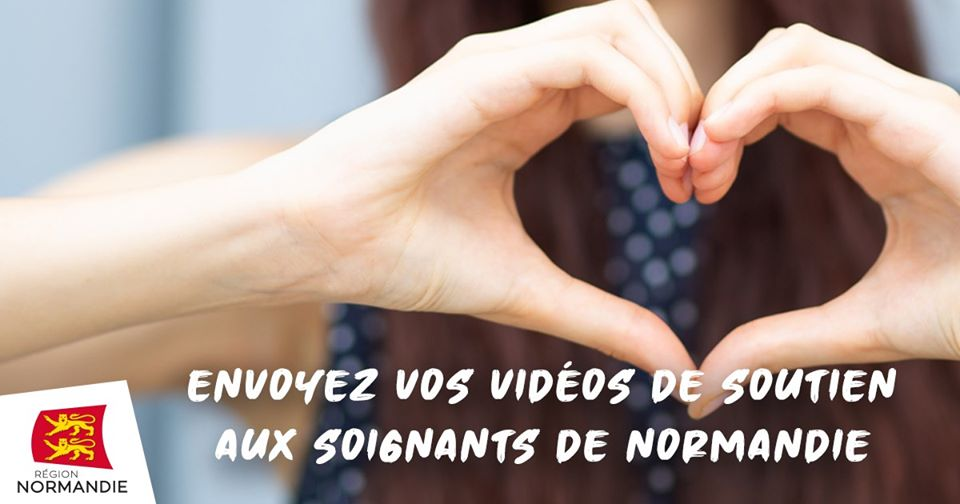 ENVOYEZ VOS VIDÉOS DE SOUTIEN
AUX SOIGNANTS DE NORMANDIE
RÉGION
NORMANDIE